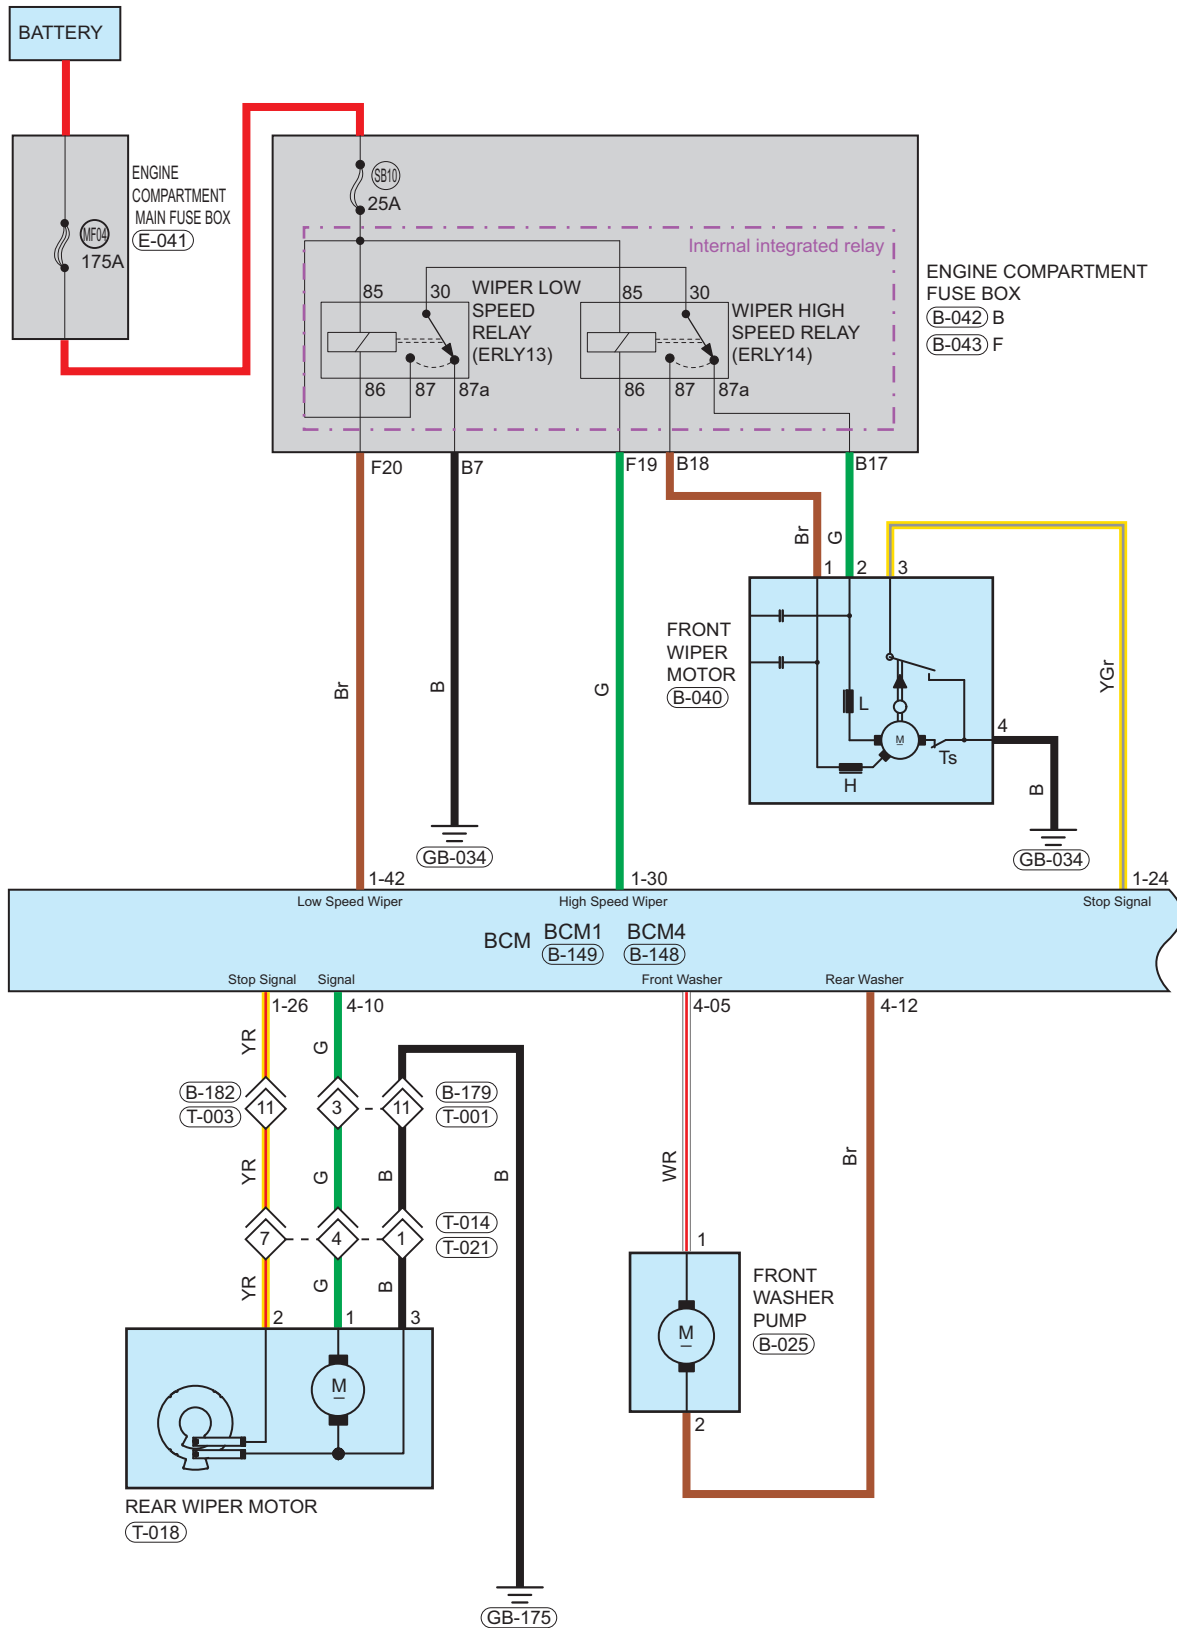 BATTERY
ENGINE
COMPARTMENT
MAIN FUSE BOX
E-041
MF04
175A
SB10
25A
Internal integrated relay
85 30
WIPER LOW
SPEED
RELAY
(ERLY13)
86 87 87a
85 30
WIPER HIGH
SPEED RELAY
(ERLY14)
86 87 87a
ENGINE COMPARTMENT
FUSE BOX
B-042 B
B-043 F
F20 B7 F19 B18 B17
Br B G Br G YGr
1 2 3
FRONT
WIPER
MOTOR
B-040
L
M
Ts
H
4
B
GB-034
GB-034
1-42 1-30 1-24
Low Speed Wiper High Speed Wiper Stop Signal
BCM BCM1 BCM4
B-149 B-148
Stop Signal Signal Front Washer Rear Washer
1-26 4-10 4-05 4-12
YR G
B-182
T-003
11 3 11
B-179
T-001
YR G B B WR Br
7 4 1
T-014
T-021
YR G B
2 1 3
M
REAR WIPER MOTOR
T-018
GB-175
1
M
2
FRONT
WASHER
PUMP
B-025